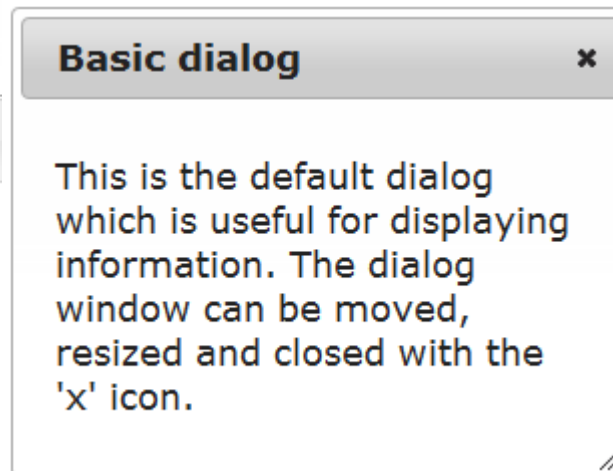 Basic dialog
This is the default dialog
which is useful for displaying
information. The dialog
window can be moved,
resized and closed with the
'x' icon.